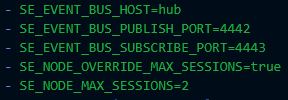 - SE_EVENT_BUS_HOST=hub
- SE_EVENT_BUS_PUBLISH_PORT=4442
- SE_EVENT_BUS_SUBSCRIBE_PORT=4443
- SE_NODE_OVERRIDE_MAX_SESSIONS=true
- SE_NODE_MAX_SESSIONS=2